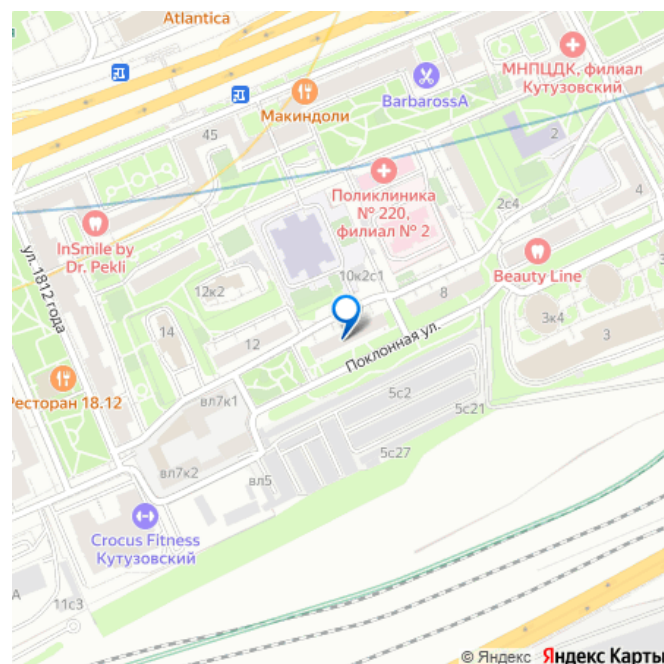 Atlantica
МНПЦДК, филиал
Кутузовский
BarbarossA
Макиндоли
45
2
Поликлиника
№ 220,
филиал № 2
2с4
4
InSmile by
Dr. Pekli
ул. 1812 года
Beauty Line
10к2с1
12к2
8
3к4
14
12
3
Поклонная ул.
Ресторан 18.12
вл7к1
5с2
5с21
5с27
вл7к2
вл5
Crocus Fitness
Кутузовский
11с3
А
© Яндекс Яндекс Карты